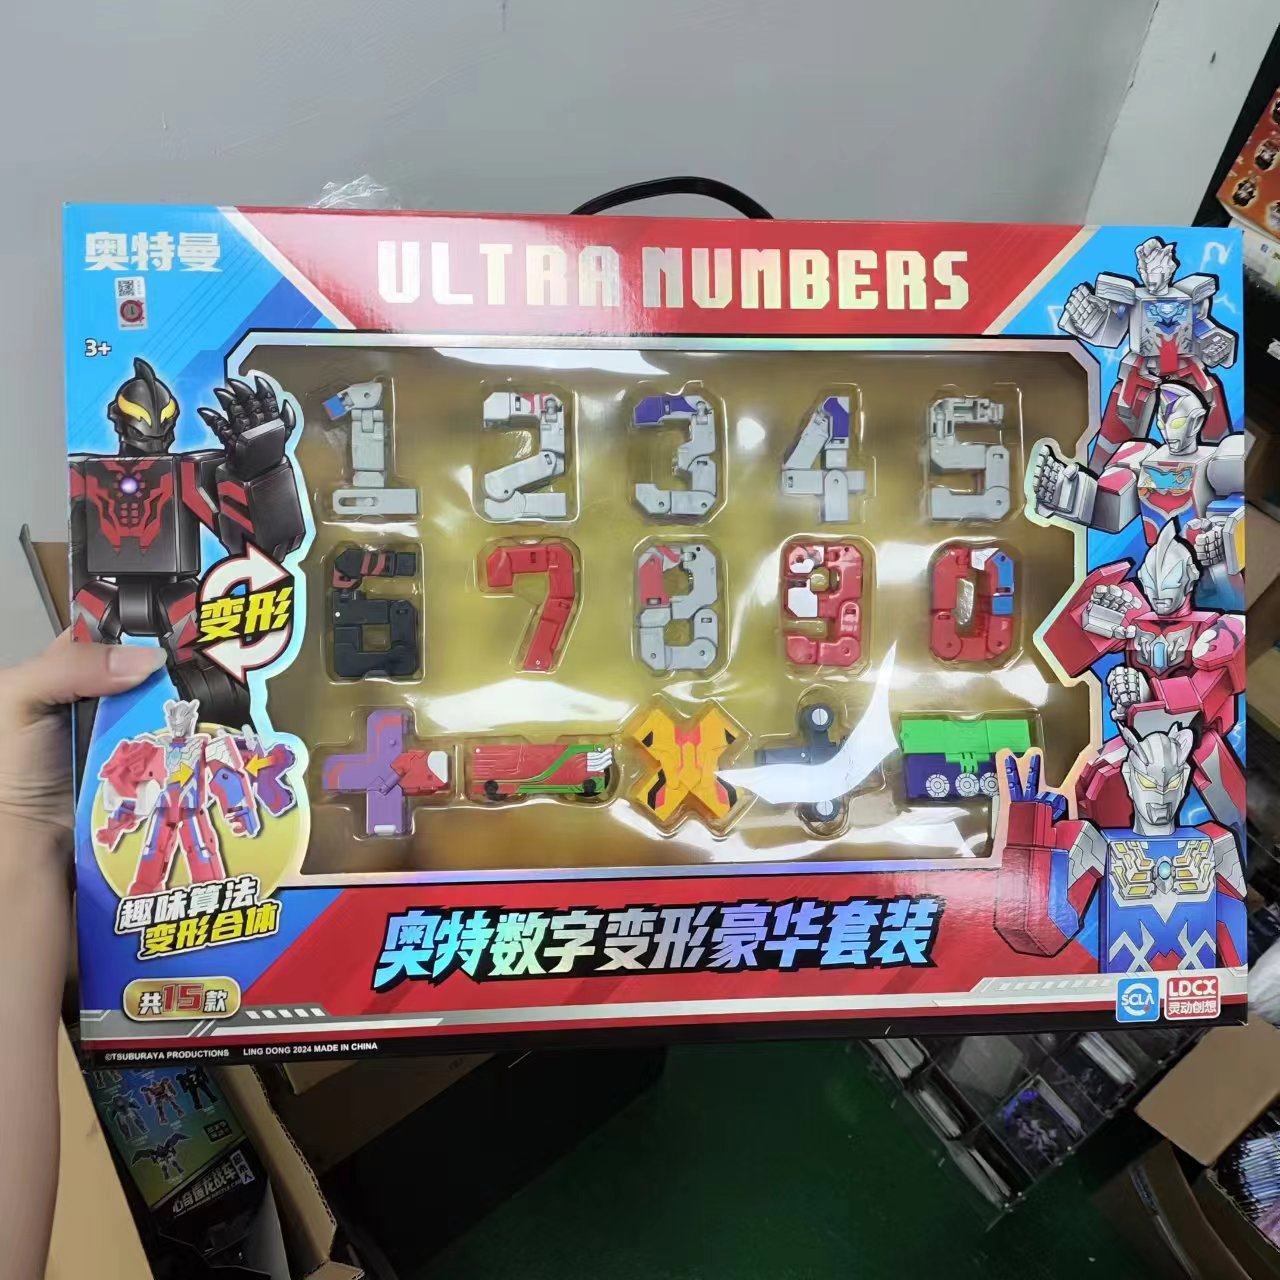 奥特曼
ULTRA NUMBERS
3+
变形
1 2 3 4 5
6 7 8 9 0
趣味算法
变形合体
奥特数字变形豪华套装
共15款
SCLA
LDCX
灵动创想
©TSUBURAYA PRODUCTIONS LING DONG 2024 MADE IN CHINA